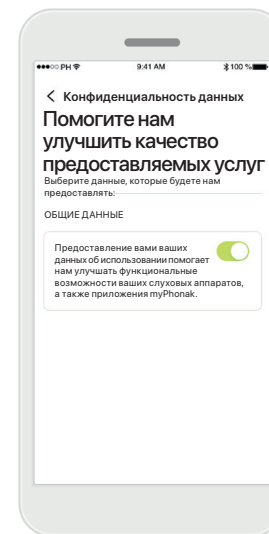 PH 9:41 AM 100 %
Конфиденциальность данных
Помогите нам
улучшить качество
предоставляемых услуг
Выберите данные, которые будете нам
предоставлять:
ОБЩИЕ ДАННЫЕ
Предоставление вами ваших
данных об использовании помогает
нам улучшать функциональные
возможности ваших слуховых аппаратов,
а также приложения myPhonak.